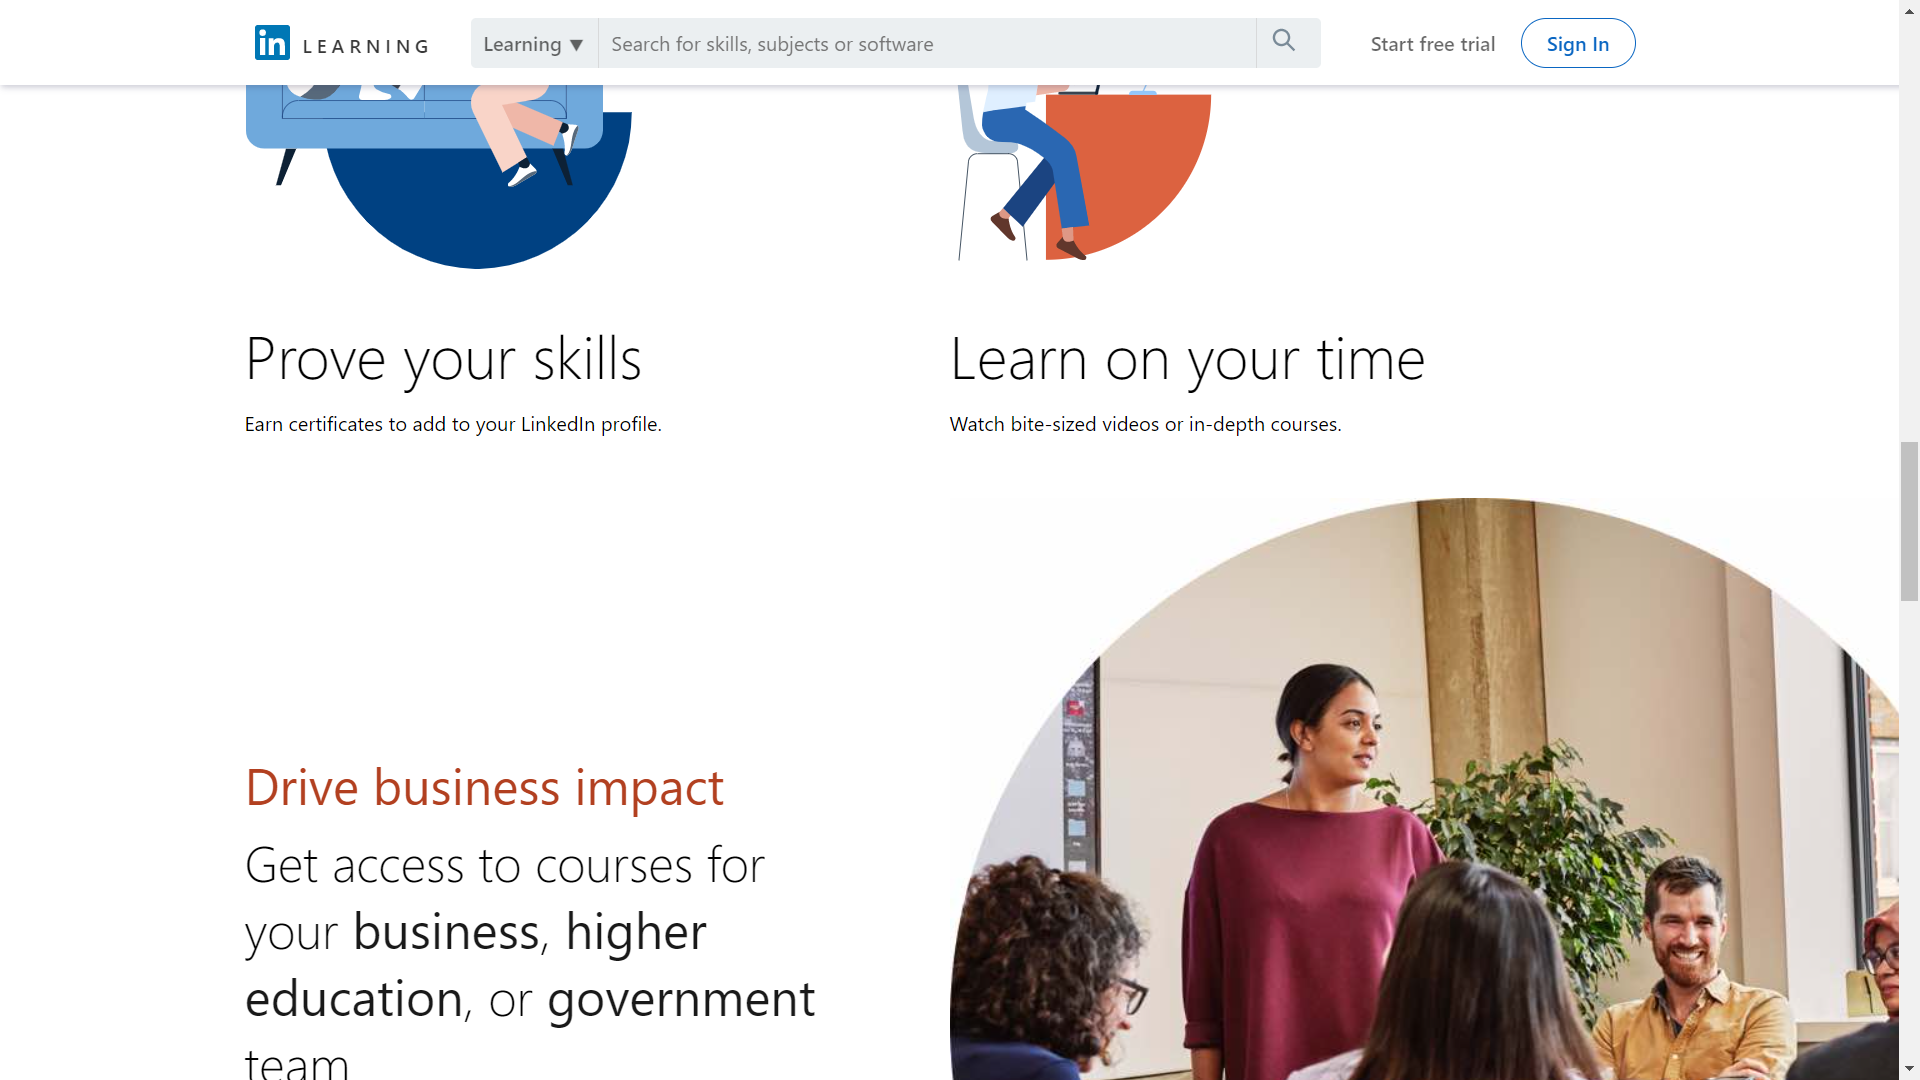 in LEARNING
Learning ▼
Search for skills, subjects or software
Start free trial
Sign In
Prove your skills
Earn certificates to add to your LinkedIn profile.
Learn on your time
Watch bite-sized videos or in-depth courses.
Drive business impact
Get access to courses for
your business, higher
education, or government
team